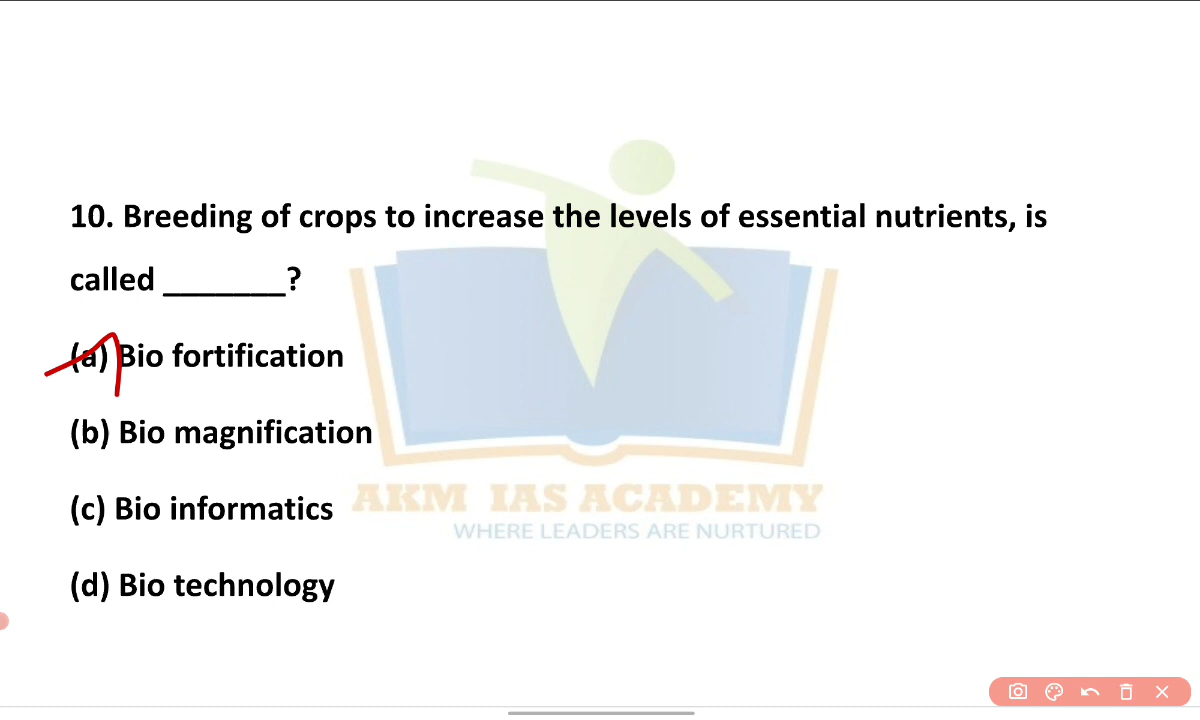 10. Breeding of crops to increase the levels of essential nutrients, is
called _______?
(a) Bio fortification
(b) Bio magnification
(c) Bio informatics
(d) Bio technology
AKM IAS ACADEMY
WHERE LEADERS ARE NURTURED